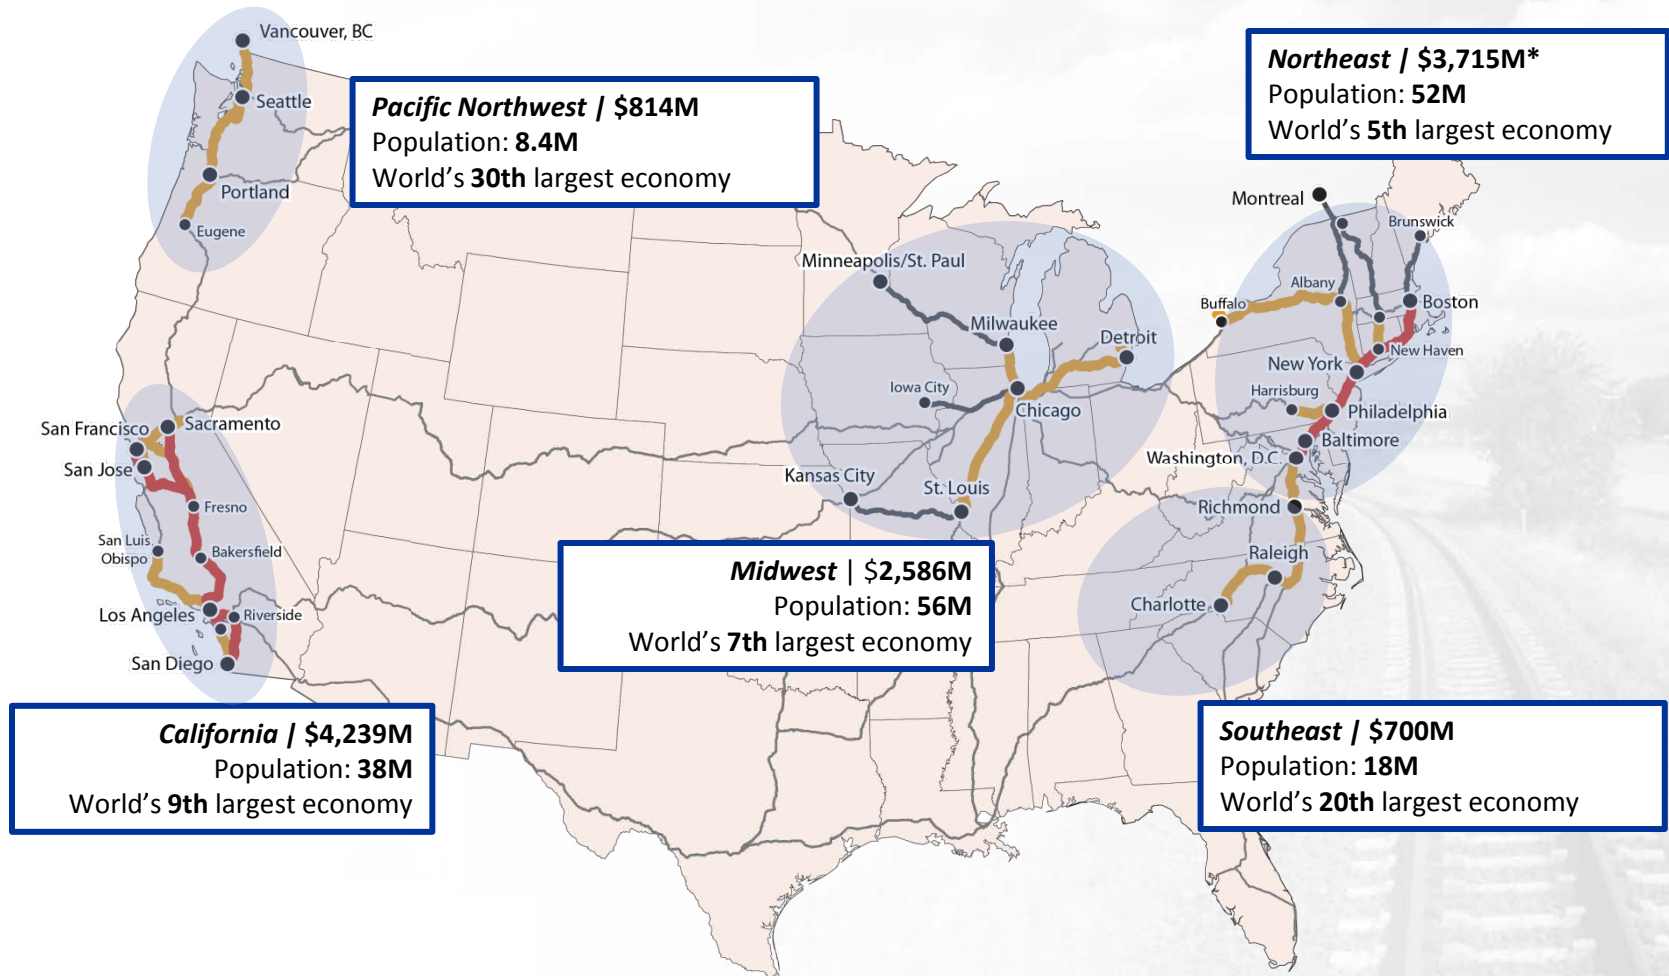 Vancouver, BC
Seattle
Portland
Eugene
Pacific Northwest | $814M
Population: 8.4M
World's 30th largest economy
Northeast | $3,715M*
Population: 52M
World's 5th largest economy
Montreal
Brunswick
Albany
Buffalo
Boston
New Haven
New York
Harrisburg
Philadelphia
Baltimore
Washington, D.C.
Minneapolis/St. Paul
Milwaukee
Detroit
Iowa City
Chicago
Kansas City
St. Louis
Richmond
Raleigh
Charlotte
Sacramento
San Francisco
San Jose
Fresno
San Luis
Obispo
Bakersfield
Los Angeles
Riverside
San Diego
Midwest | $2,586M
Population: 56M
World's 7th largest economy
California | $4,239M
Population: 38M
World's 9th largest economy
Southeast | $700M
Population: 18M
World's 20th largest economy